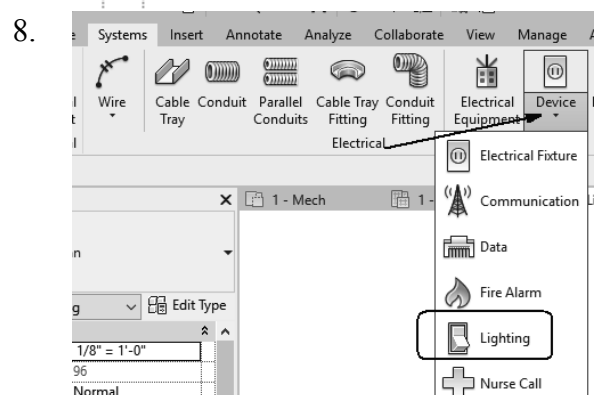 8.
Systems Insert Annotate Analyze Collaborate View Manage
Wire Cable Tray Conduit Parallel Conduits Cable Tray Fitting Conduit Fitting Electrical Equipment Device
Electrical
Electrical Fixture
1 - Mech 1 -
Communication
Data
Fire Alarm
Edit Type
Lighting
1/8" = 1'-0"
96
Normal
Nurse Call